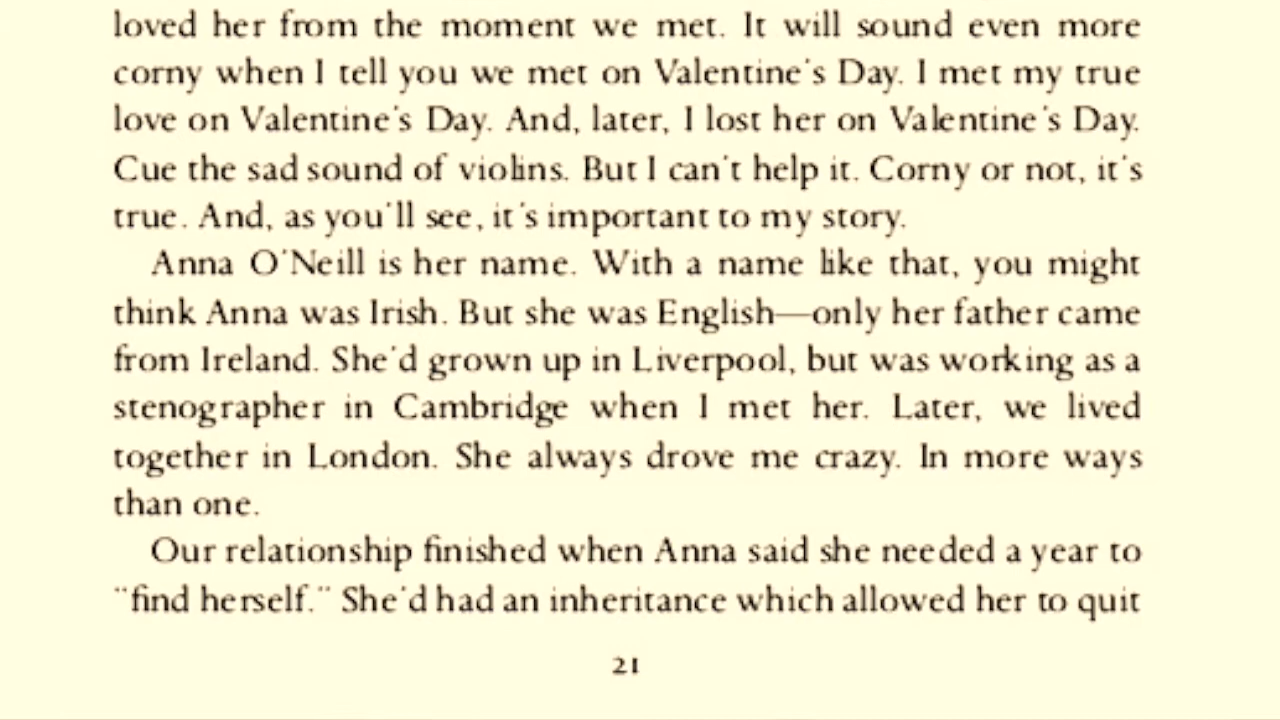 loved her from the moment we met. It will sound even more
corny when I tell you we met on Valentine's Day. I met my true
love on Valentine's Day. And, later, I lost her on Valentine's Day.
Cue the sad sound of violins. But I can't help it. Corny or not, it's
true. And, as you'll see, it's important to my story.
Anna O'Neill is her name. With a name like that, you might
think Anna was Irish. But she was English—only her father came
from Ireland. She'd grown up in Liverpool, but was working as a
stenographer in Cambridge when I met her. Later, we lived
together in London. She always drove me crazy. In more ways
than one.
Our relationship finished when Anna said she needed a year to
"find herself." She'd had an inheritance which allowed her to quit
21